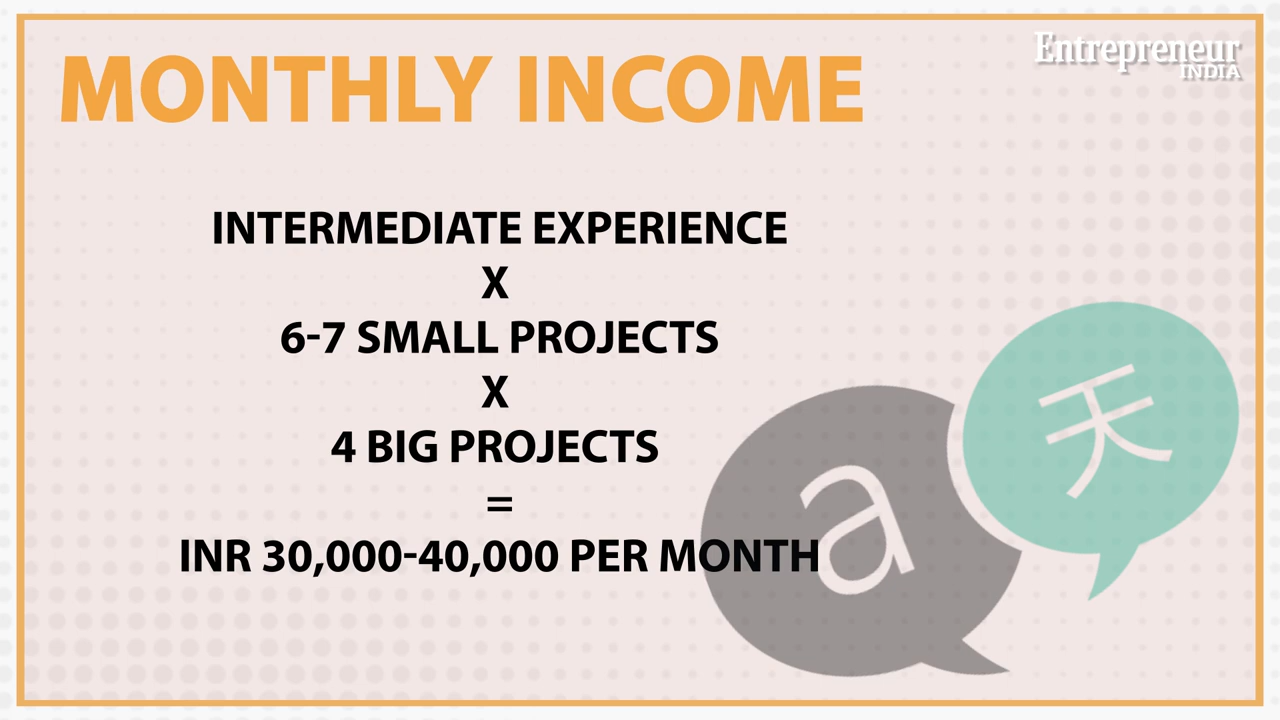 Entrepreneur
INDIA
MONTHLY INCOME
INTERMEDIATE EXPERIENCE
X
6-7 SMALL PROJECTS
X
4 BIG PROJECTS
=
INR 30,000-40,000 PER MONTH
a
天